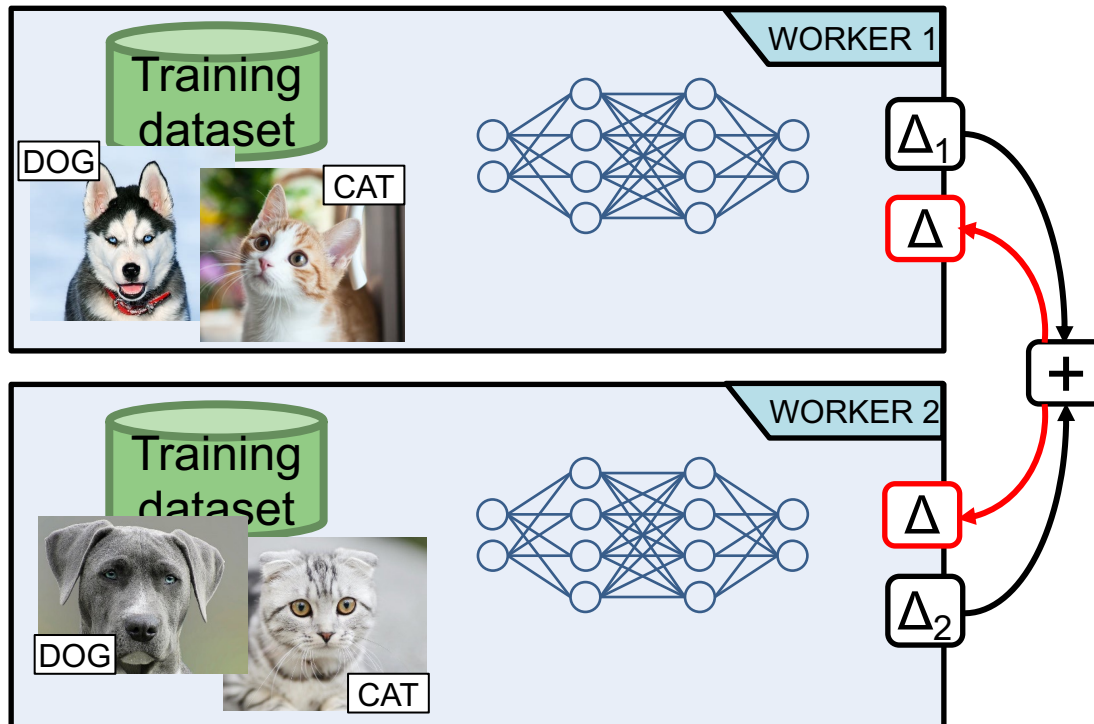 WORKER 1
Training
dataset
DOG
CAT
Δ₁
Δ
+
WORKER 2
Training
dataset
DOG
CAT
Δ
Δ₂